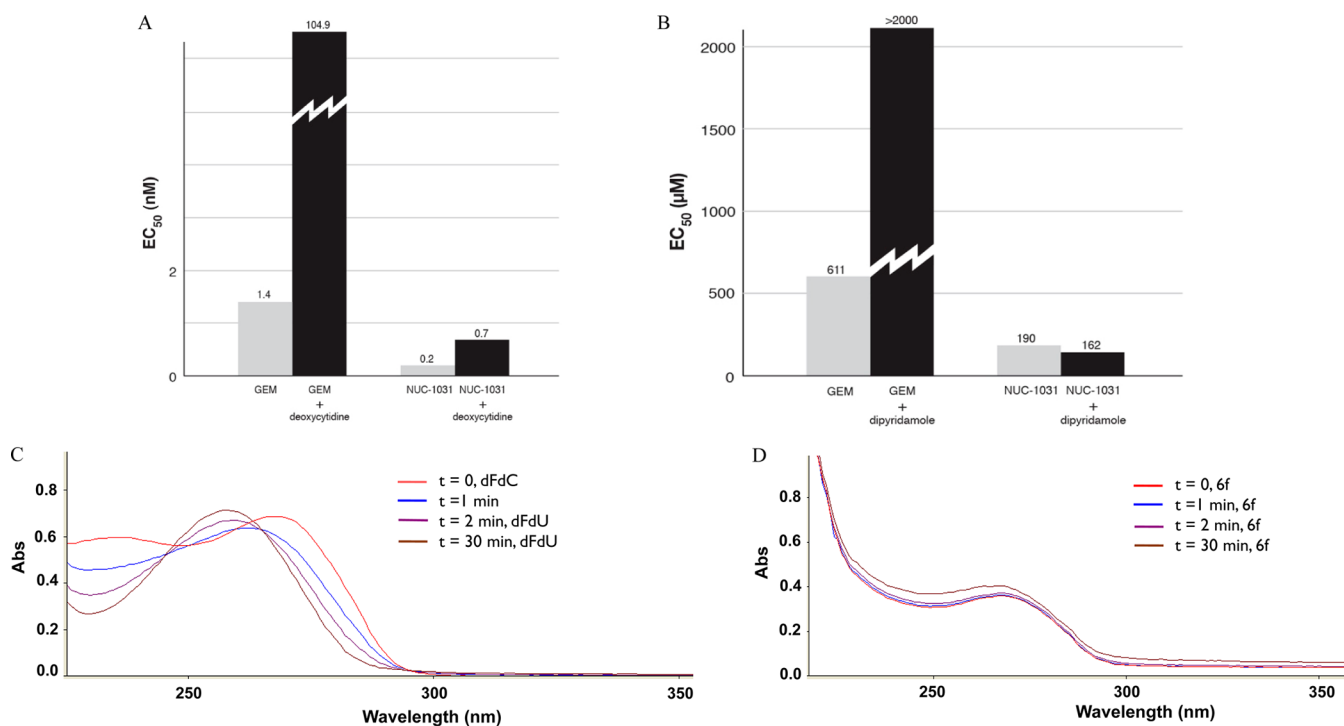 A
104.9
EC50 (nM)
2
1.4
0.2
0.7
0
GEM
GEM
+
deoxycytidine
NUC-1031
NUC-1031
+
deoxycytidine
B
>2000
2000
1500
EC50 (µM)
1000
611
500
190
162
0
GEM
GEM
+
dipyridamole
NUC-1031
NUC-1031
+
dipyridamole
C
0.8
0.6
0.4
0.2
0.0
Abs
t = 0, dFdC
t =1 min
t = 2 min, dFdU
t = 30 min, dFdU
250
300
350
Wavelength (nm)
D
0.8
0.6
0.4
0.2
0.0
Abs
t = 0, 6f
t =1 min, 6f
t = 2 min, 6f
t = 30 min, 6f
250
300
350
Wavelength (nm)